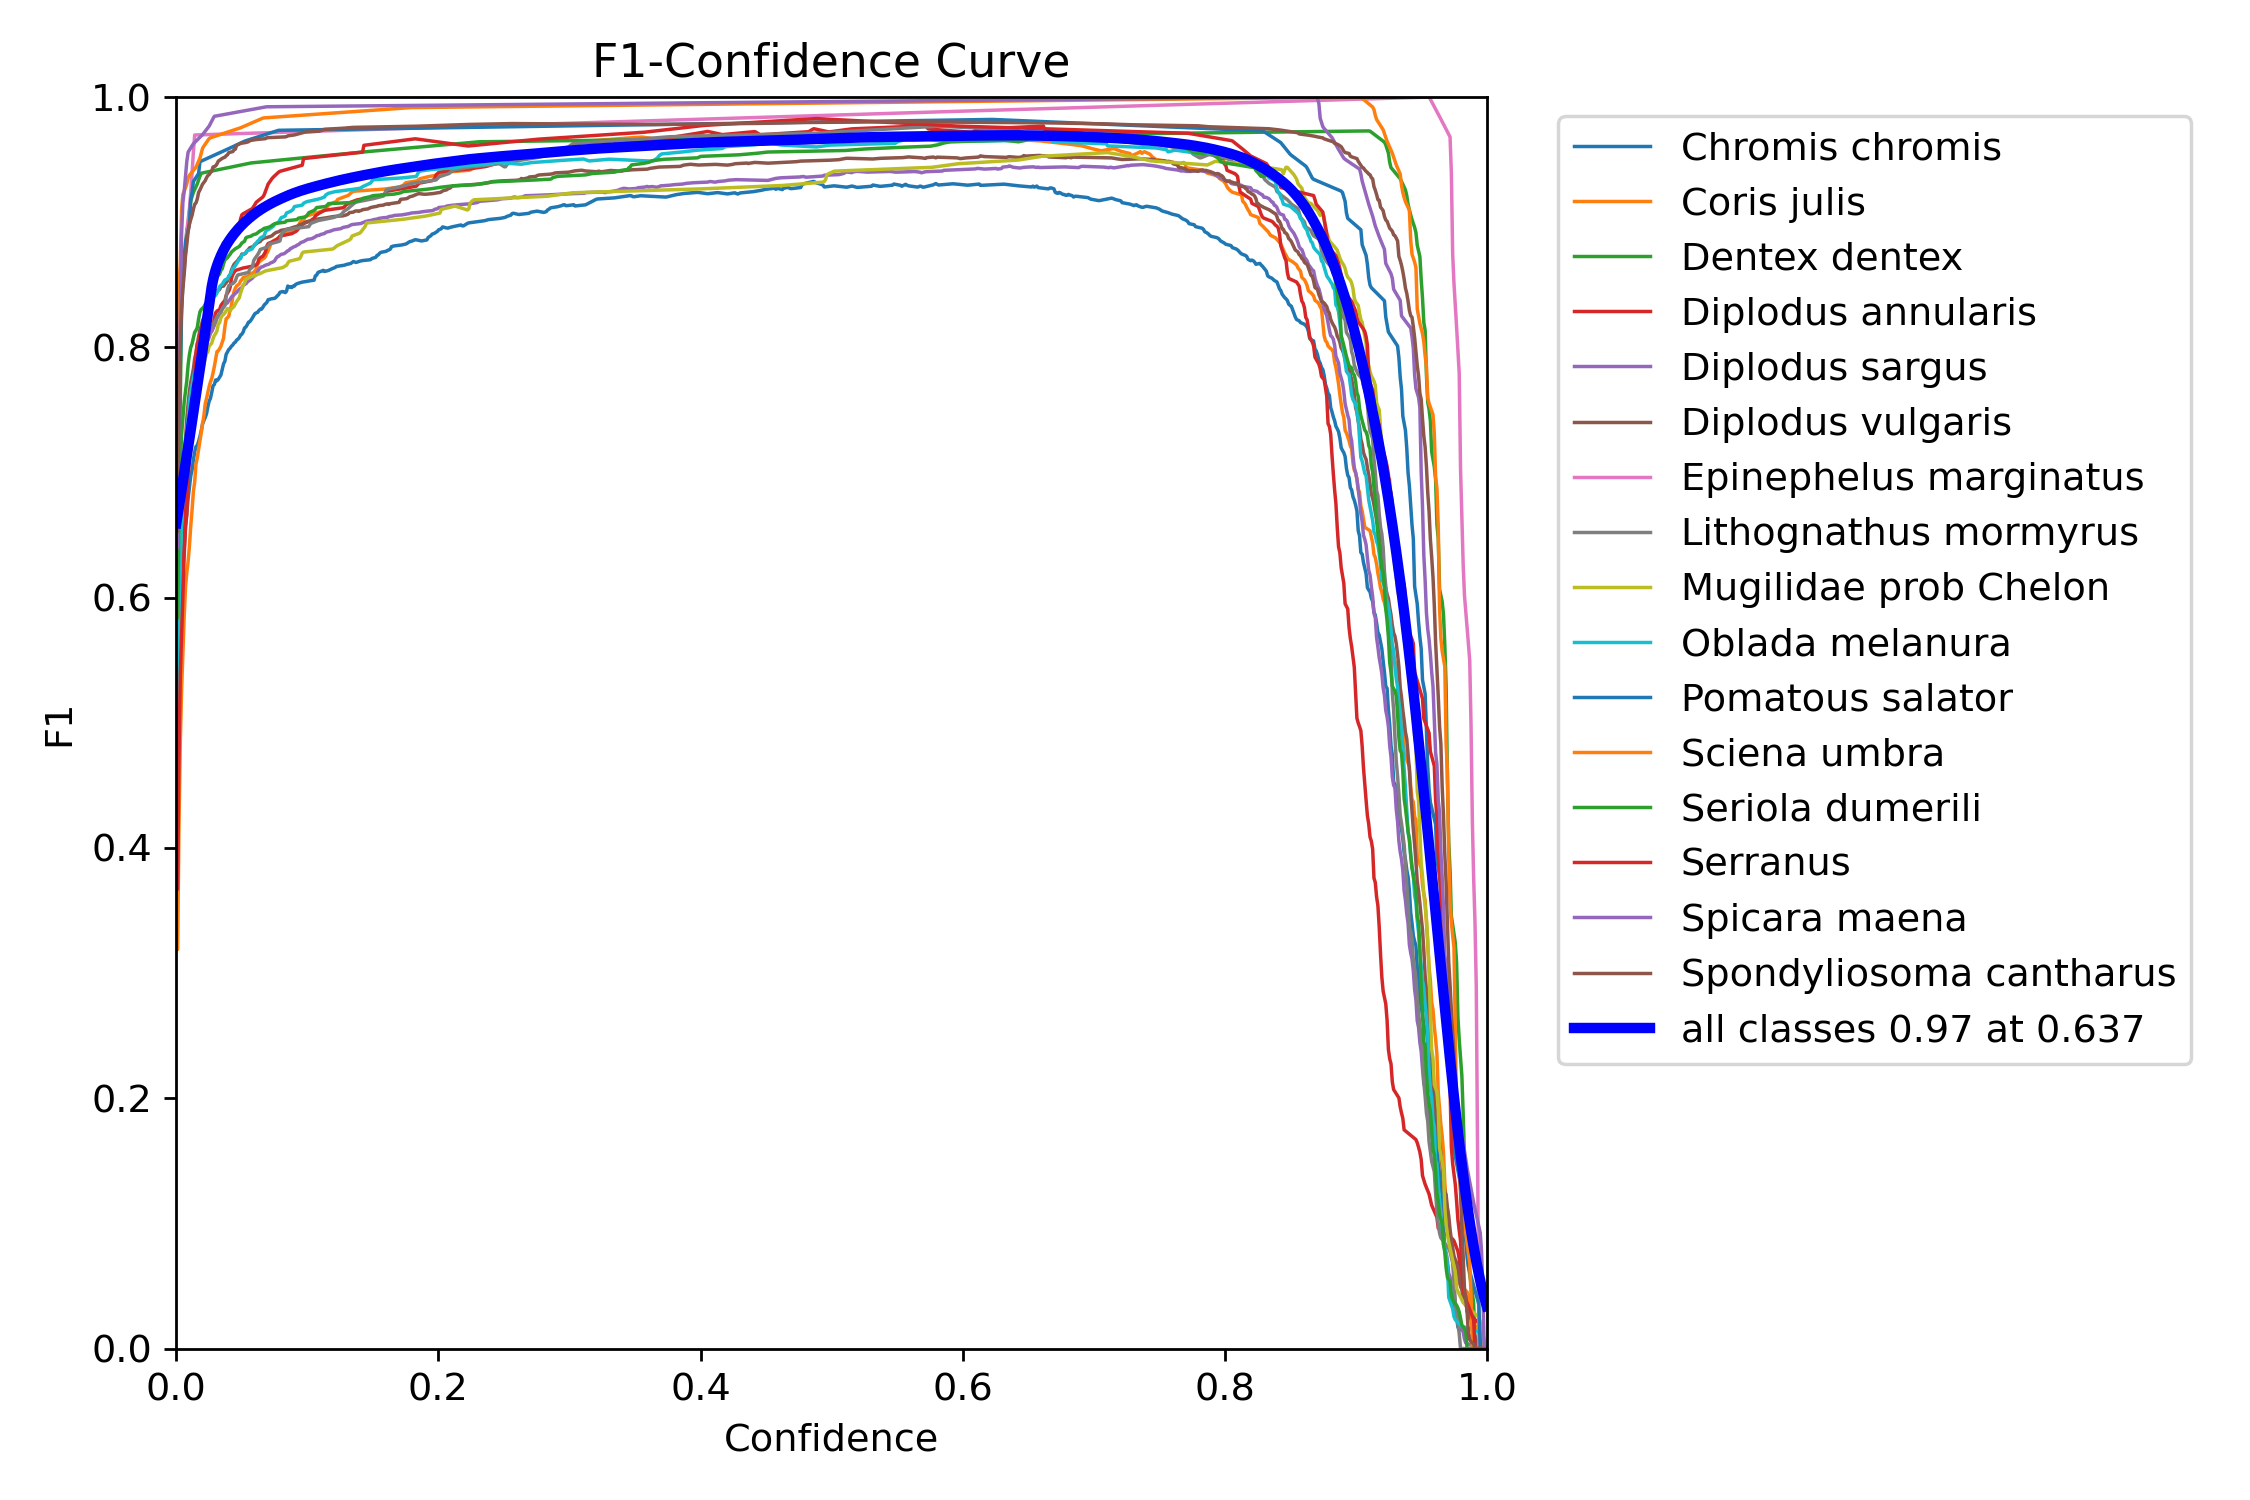 F1-Confidence Curve
1.0
0.8
0.6
0.4
0.2
0.0
F1
0.0 0.2 0.4 0.6 0.8 1.0
Confidence
Chromis chromis
Coris julis
Dentex dentex
Diplodus annularis
Diplodus sargus
Diplodus vulgaris
Epinephelus marginatus
Lithognathus mormyrus
Mugilidae prob Chelon
Oblada melanura
Pomatous salator
Sciena umbra
Seriola dumerili
Serranus
Spicara maena
Spondyliosoma cantharus
all classes 0.97 at 0.637